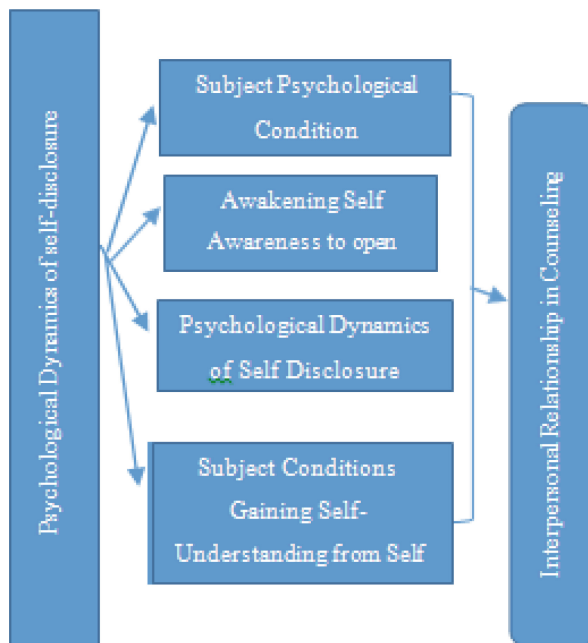 Psychological Dynamics of self-disclosure
Subject Psychological
Condition
Awakening Self
Awareness to open
Psychological Dynamics
of Self Disclosure
Subject Conditions
Gaining Self-
Understanding from Self
Interpersonal Relationship in Counseling